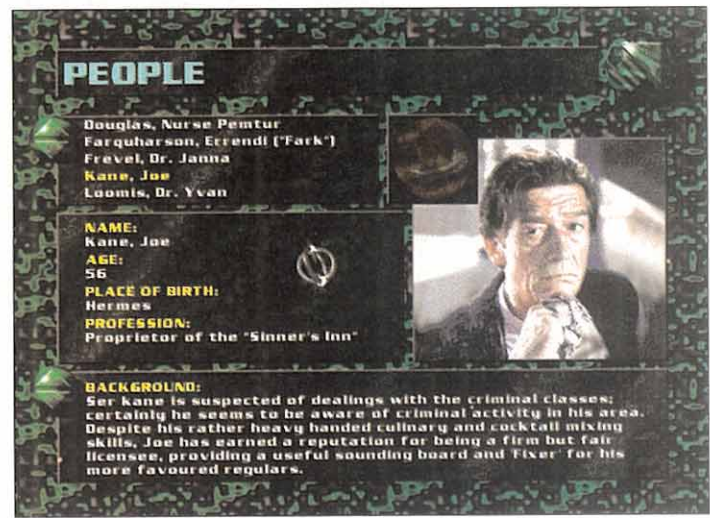 PEOPLE
Douglas, Nurse Pemtur
Farquharson, Errendi ("Fark")
Frevel, Dr. Janna
Kane, Joe
Loomis, Dr. Yvan
NAME:
Kane, Joe
AGE:
56
PLACE OF BIRTH:
Hermes
PROFESSION:
Proprietor of the "Sinner's Inn"
BACKGROUND:
Ser Kane is suspected of dealings with the criminal classes;
certainly he seems to be aware of criminal activity in his area.
Despite his rather heavy handed culinary and cocktail mixing
skills, Joe has earned a reputation for being a firm but fair
licensee, providing a useful sounding board and 'Fixer' for his
more favoured regulars.